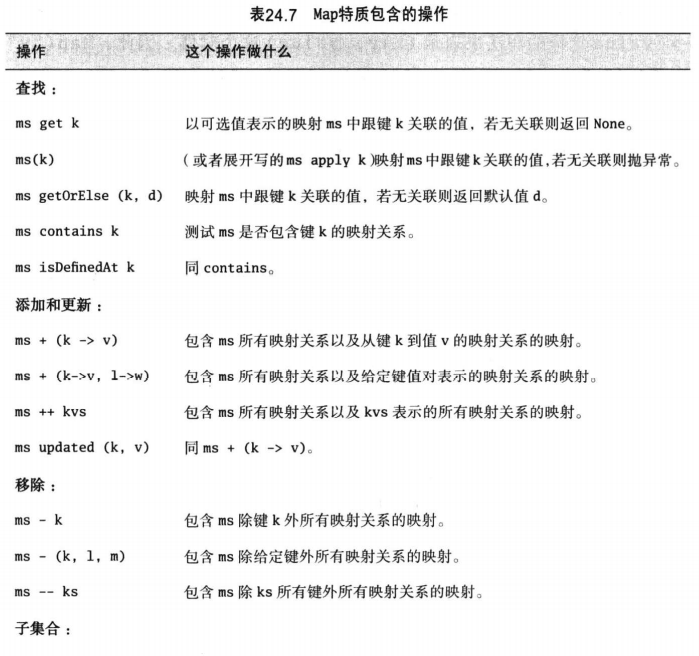 表24.7 Map特质包含的操作
操作 这个操作做什么
查找：
ms get k 以可选值表示的映射 ms 中跟键 k 关联的值，若无关联则返回 None。
ms(k) （或者展开写的 ms apply k）映射 ms 中跟键 k 关联的值，若无关联则抛异常。
ms getOrElse (k, d) 映射 ms 中跟键 k 关联的值，若无关联则返回默认值 d。
ms contains k 测试 ms 是否包含键 k 的映射关系。
ms isDefinedAt k 同 contains。
添加和更新：
ms + (k -> v) 包含 ms 所有映射关系以及从键 k 到值 v 的映射关系的映射。
ms + (k->v, l->w) 包含 ms 所有映射关系以及给定键值对表示的映射关系的映射。
ms ++ kvs 包含 ms 所有映射关系以及 kvs 表示的所有映射关系的映射。
ms updated (k, v) 同 ms + (k -> v)。
移除：
ms - k 包含 ms 除键 k 外所有映射关系的映射。
ms - (k, l, m) 包含 ms 除给定键外所有映射关系的映射。
ms -- ks 包含 ms 除 ks 所有键外所有映射关系的映射。
子集合：